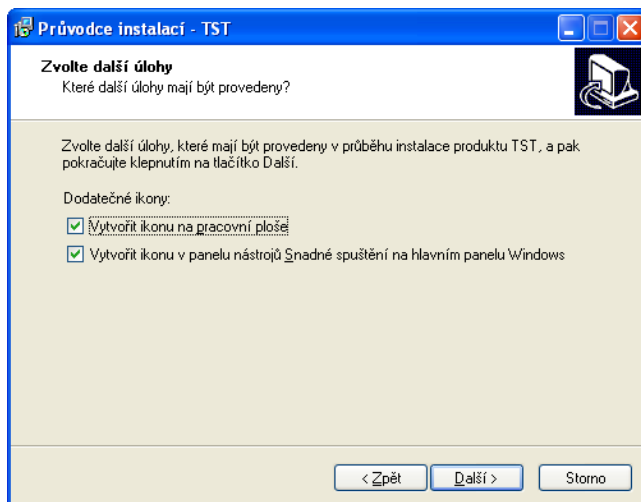 Průvodce instalací - TST
Zvolte další úlohy
Které další úlohy mají být provedeny?
Zvolte další úlohy, které mají být provedeny v průběhu instalace produktu TST, a pak
pokračujte klepnutím na tlačítko Další.
Dodatečné ikony:
Vytvořit ikonu na pracovní ploše
Vytvořit ikonu v panelu nástrojů Snadné spuštění na hlavním panelu Windows
< Zpět
Další >
Storno